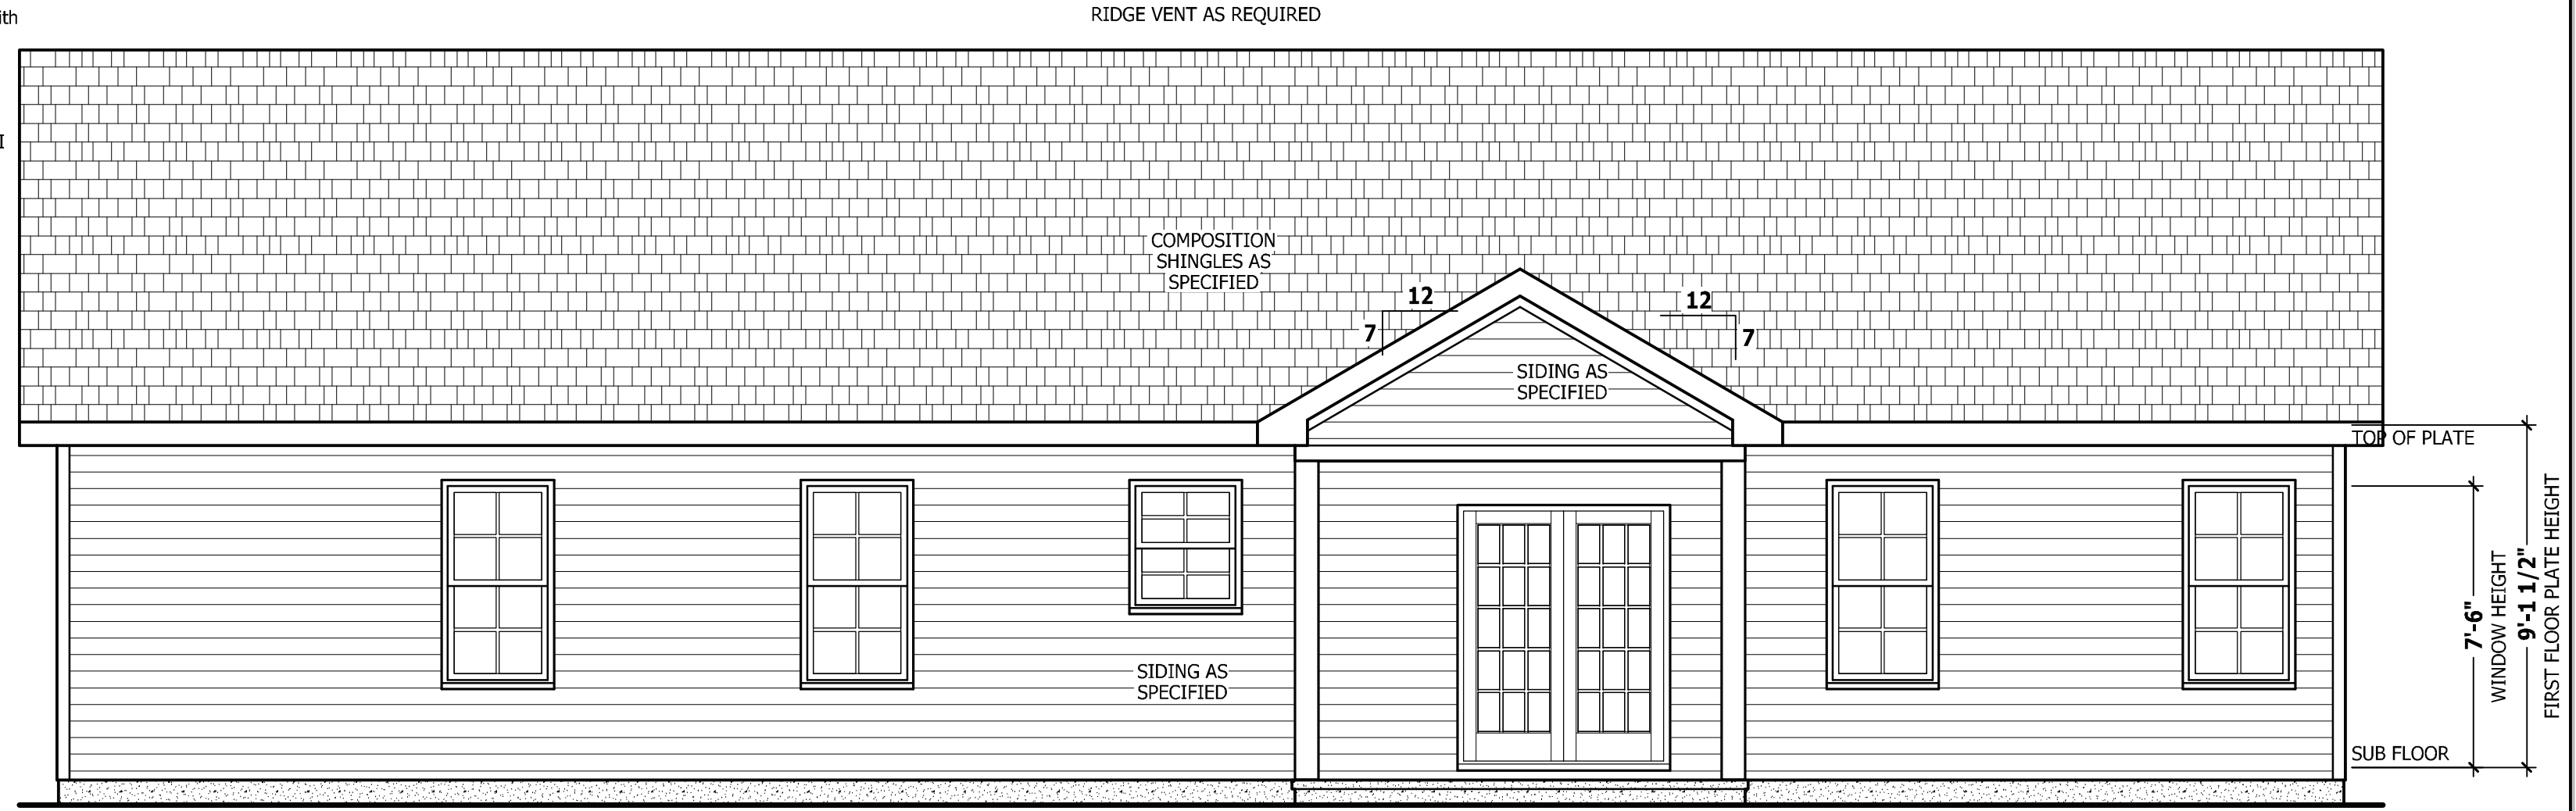 ith
RIDGE VENT AS REQUIRED
I
COMPOSITION
SHINGLES AS
SPECIFIED
12
7
12
7
SIDING AS
SPECIFIED
TOP OF PLATE
SIDING AS
SPECIFIED
7'-6"
WINDOW HEIGHT
9'-1 1/2"
FIRST FLOOR PLATE HEIGHT
SUB FLOOR